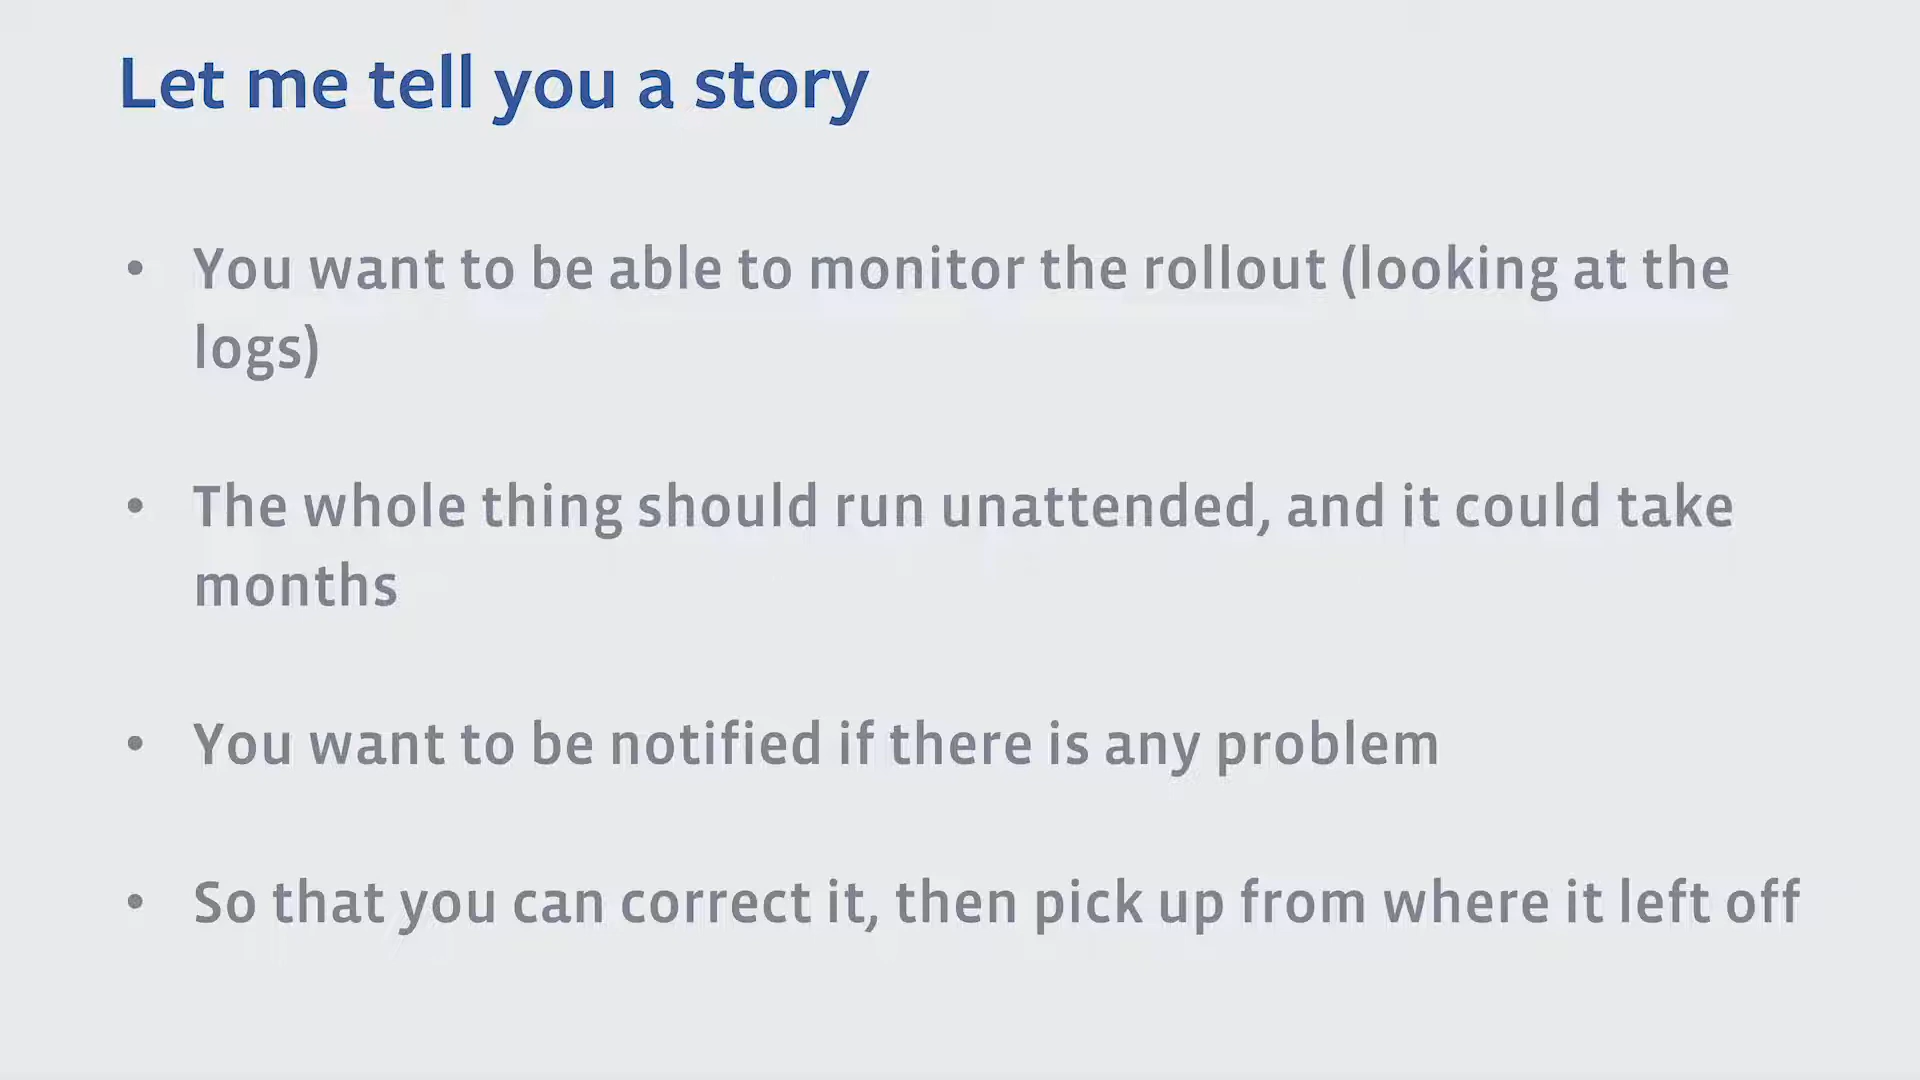 Let me tell you a story
• You want to be able to monitor the rollout (looking at the
logs)
• The whole thing should run unattended, and it could take
months
• You want to be notified if there is any problem
• So that you can correct it, then pick up from where it left off